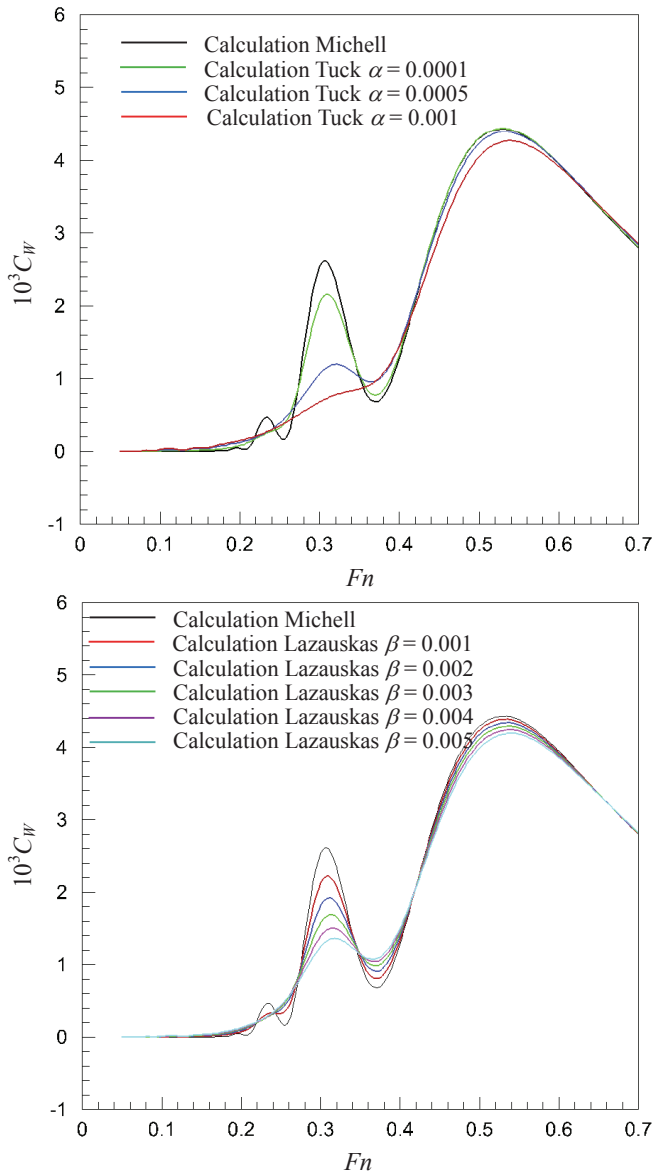 6
Calculation Michell
5
Calculation Tuck α = 0.0001
Calculation Tuck α = 0.0005
Calculation Tuck α = 0.001
4
3
10³C_W
2
1
0
-1
0 0.1 0.2 0.3 0.4 0.5 0.6 0.7
Fn
6
Calculation Michell
Calculation Lazauskas β = 0.001
5
Calculation Lazauskas β = 0.002
Calculation Lazauskas β = 0.003
Calculation Lazauskas β = 0.004
4
Calculation Lazauskas β = 0.005
3
10³C_W
2
1
0
-1
0 0.1 0.2 0.3 0.4 0.5 0.6 0.7
Fn